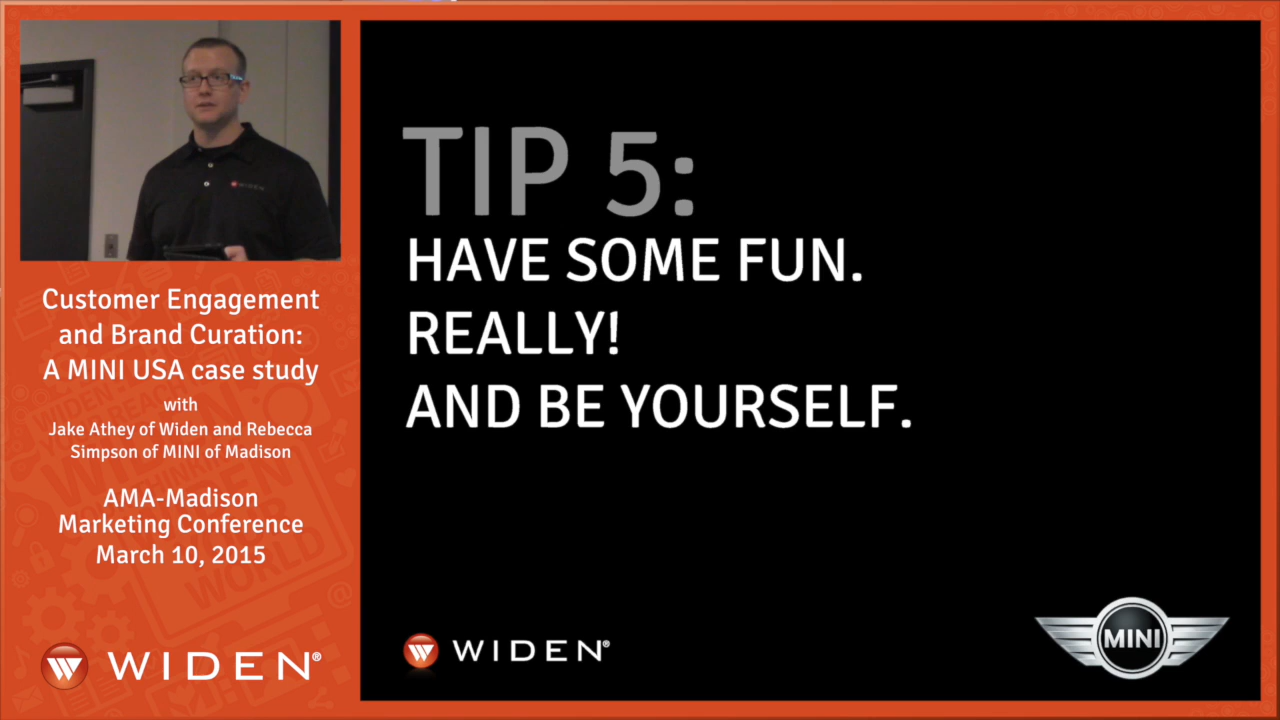 WIDEN
Customer Engagement
and Brand Curation:
A MINI USA case study
with
Jake Athey of Widen and Rebecca
Simpson of MINI of Madison
AMA-Madison
Marketing Conference
March 10, 2015
WIDEN®
TIP 5:
HAVE SOME FUN.
REALLY!
AND BE YOURSELF.
WIDEN®
MINI